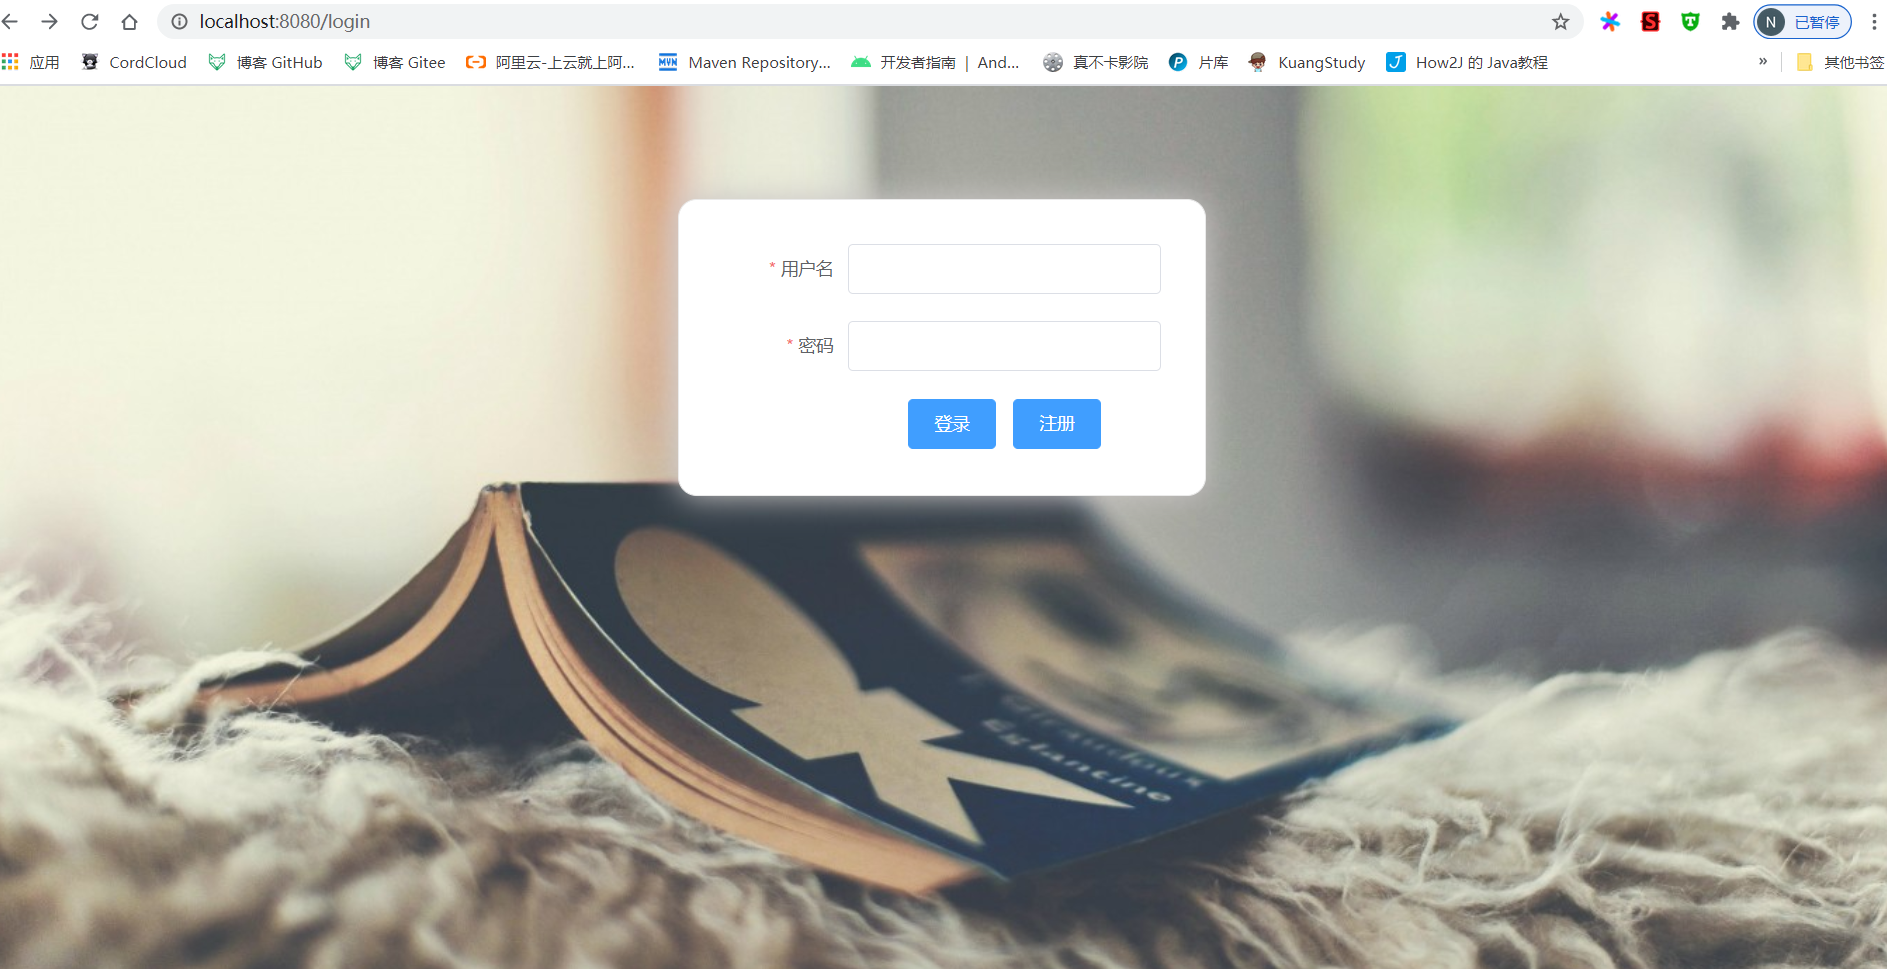 localhost:8080/login
N 已暂停
应用 CordCloud 博客 GitHub 博客 Gitee 阿里云-上云就上阿... MVN Maven Repository... 开发者指南 | And... 真不卡影院 片库 KuangStudy How2J 的 Java教程 » 其他书签
* 用户名
* 密码
登录 注册
Eglantine